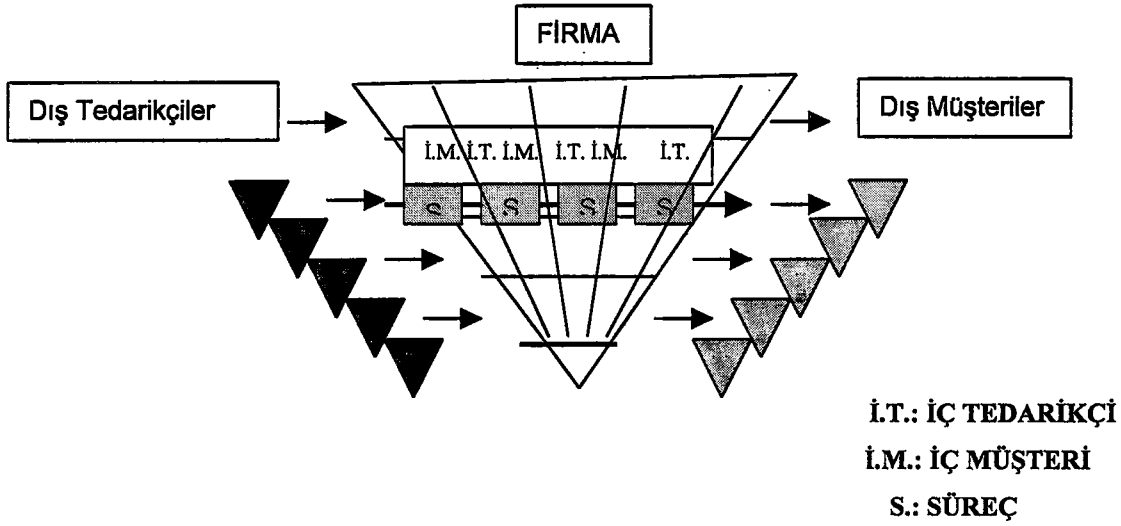 FİRMA
Dış Tedarikçiler
Dış Müşteriler
İ.M. İ.T. İ.M. İ.T. İ.M. İ.T.
S. S. S.
İ.T.: İÇ TEDARİKÇİ
İ.M.: İÇ MÜŞTERİ
S.: SÜREÇ